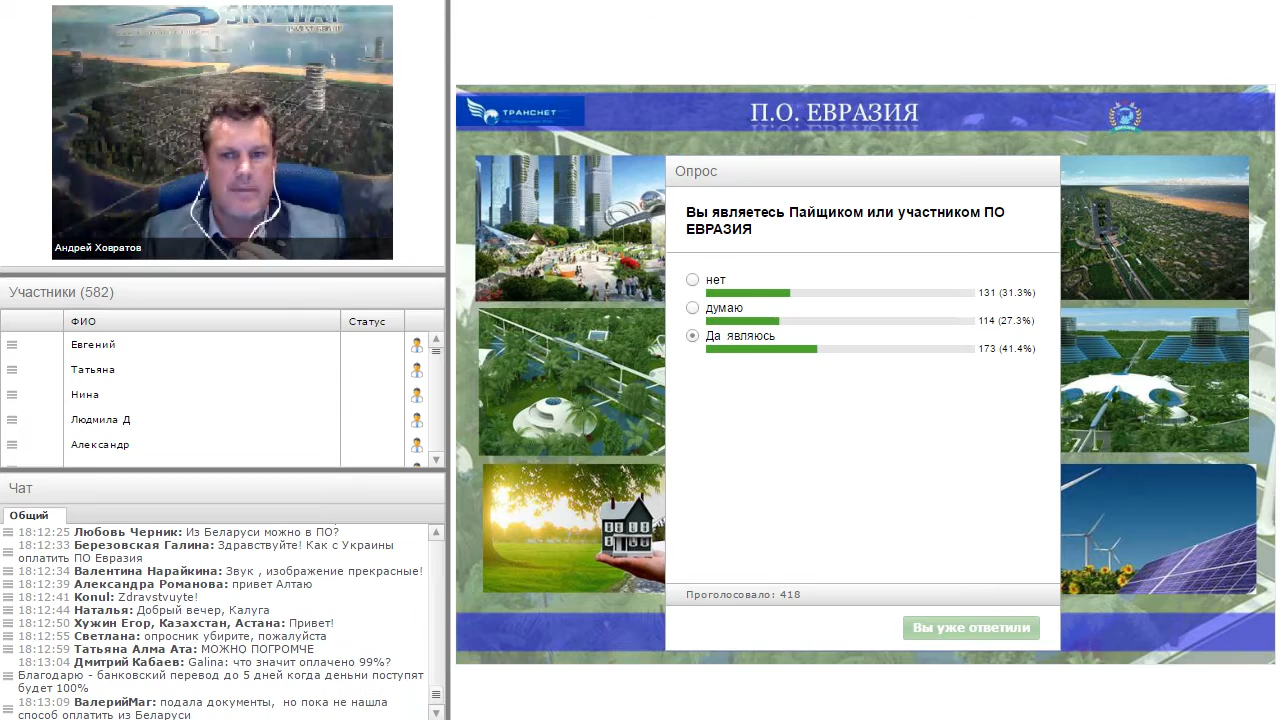 SKY WAY
Андрей Ховратов
Участники (582)
ФИО Статус
Евгений
Татьяна
Нина
Людмила Д
Александр
Чат
Общий
18:12:25 Любовь Черник: Из Беларуси можно в ПО?
18:12:33 Березовская Галина: Здравствуйте! Как с Украины
оплатить ПО Евразия
18:12:34 Валентина Нарайкина: Звук , изображение прекрасные!
18:12:39 Александра Романова: привет Алтаю
18:12:41 Konul: Zdravstvuyte!
18:12:44 Наталья: Добрый вечер, Калуга
18:12:50 Хужин Егор, Казахстан, Астана: Привет!
18:12:55 Светлана: опросник уберите, пожалуйста
18:12:59 Татьяна Алма Ата: МОЖНО ПОГРОМЧЕ
18:13:04 Дмитрий Кабаев: Galina: что значит оплачено 99%?
Благодарю - банковский перевод до 5 дней когда деньни поступят
будет 100%
18:13:09 ВалерийМаг: подала документы, но пока не нашла
способ оплатить из Беларуси
ТРАНСНЕТ
П.О. ЕВРАЗИЯ
ЕВРАЗИЯ
Опрос
Вы являетесь Пайщиком или участником ПО
ЕВРАЗИЯ
нет
131 (31.3%)
думаю
114 (27.3%)
Да являюсь
173 (41.4%)
Проголосовало: 418
Вы уже ответили